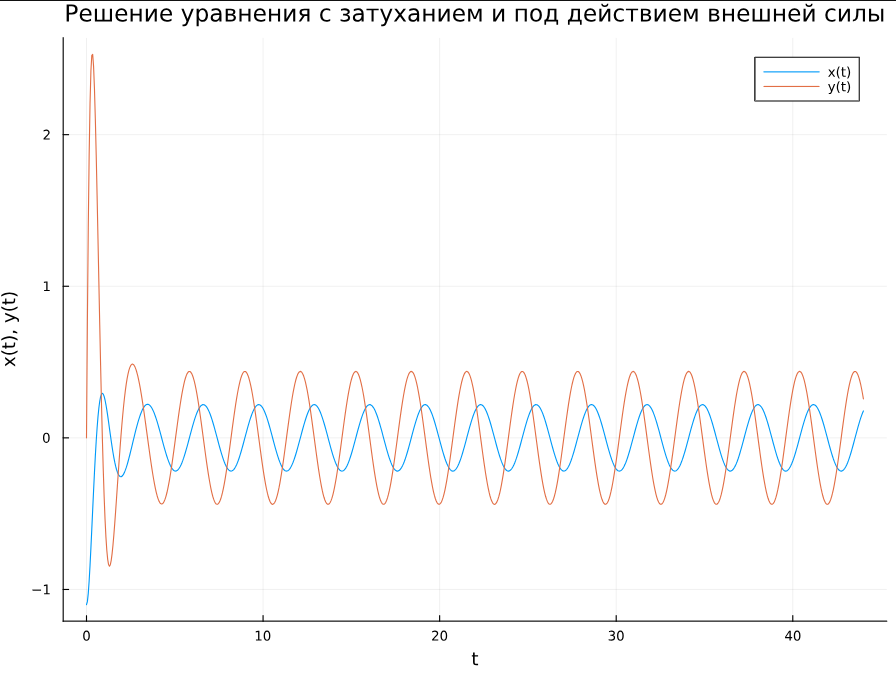 Решение уравнения с затуханием и под действием внешней силы
x(t)
y(t)
2
1
0
−1
x(t), y(t)
0 10 20 30 40
t